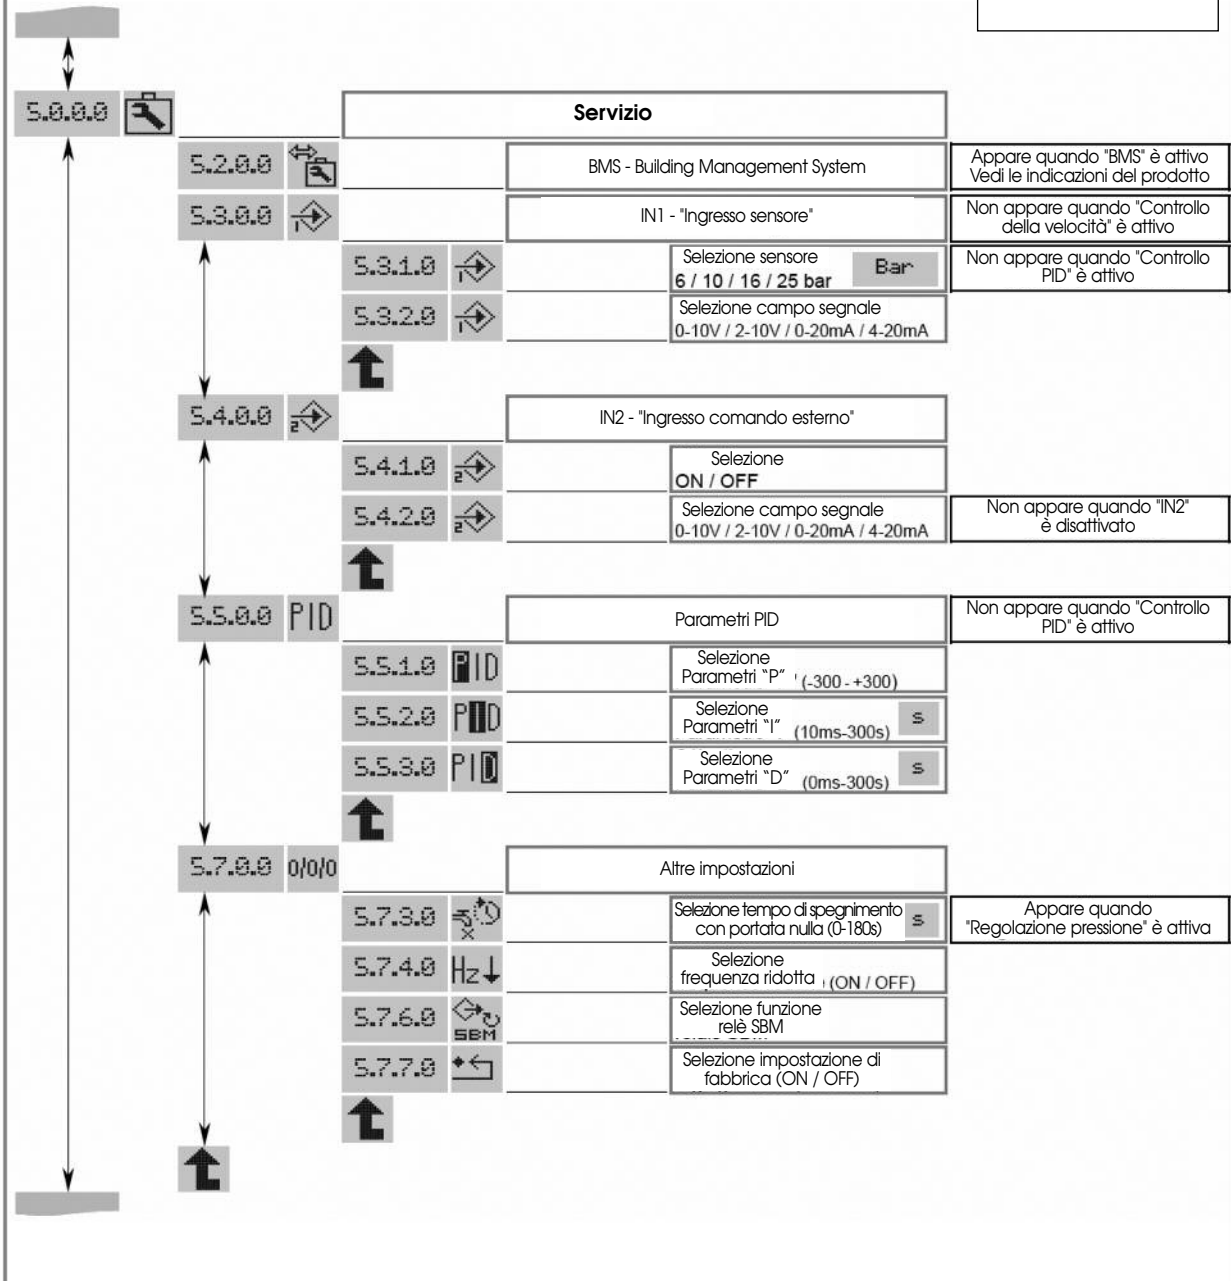 5.0.0.0 Servizio
5.2.0.0 BMS - Building Management System
Appare quando "BMS" è attivo
Vedi le indicazioni del prodotto
5.3.0.0 1 IN1 - "Ingresso sensore"
Non appare quando "Controllo
della velocità" è attivo
5.3.1.0 1 Selezione sensore
6 / 10 / 16 / 25 bar Bar
Non appare quando "Controllo
PID" è attivo
5.3.2.0 1 Selezione campo segnale
0-10V / 2-10V / 0-20mA / 4-20mA
5.4.0.0 2 IN2 - "Ingresso comando esterno"
5.4.1.0 2 Selezione
ON / OFF
5.4.2.0 2 Selezione campo segnale
0-10V / 2-10V / 0-20mA / 4-20mA
Non appare quando "IN2"
è disattivato
5.5.0.0 PID Parametri PID
Non appare quando "Controllo
PID" è attivo
5.5.1.0 PID Selezione
Parametri "P" (-300 - +300)
5.5.2.0 PID Selezione
Parametri "I" (10ms-300s) s
5.5.3.0 PID Selezione
Parametri "D" (0ms-300s) s
5.7.0.0 0/0/0 Altre impostazioni
5.7.3.0 X Selezione tempo di spegnimento
con portata nulla (0-180s) s
Appare quando
"Regolazione pressione" è attiva
5.7.4.0 Hz Selezione
frequenza ridotta (ON / OFF)
5.7.6.0 SBM Selezione funzione
relè SBM
5.7.7.0 Selezione impostazione di
fabbrica (ON / OFF)